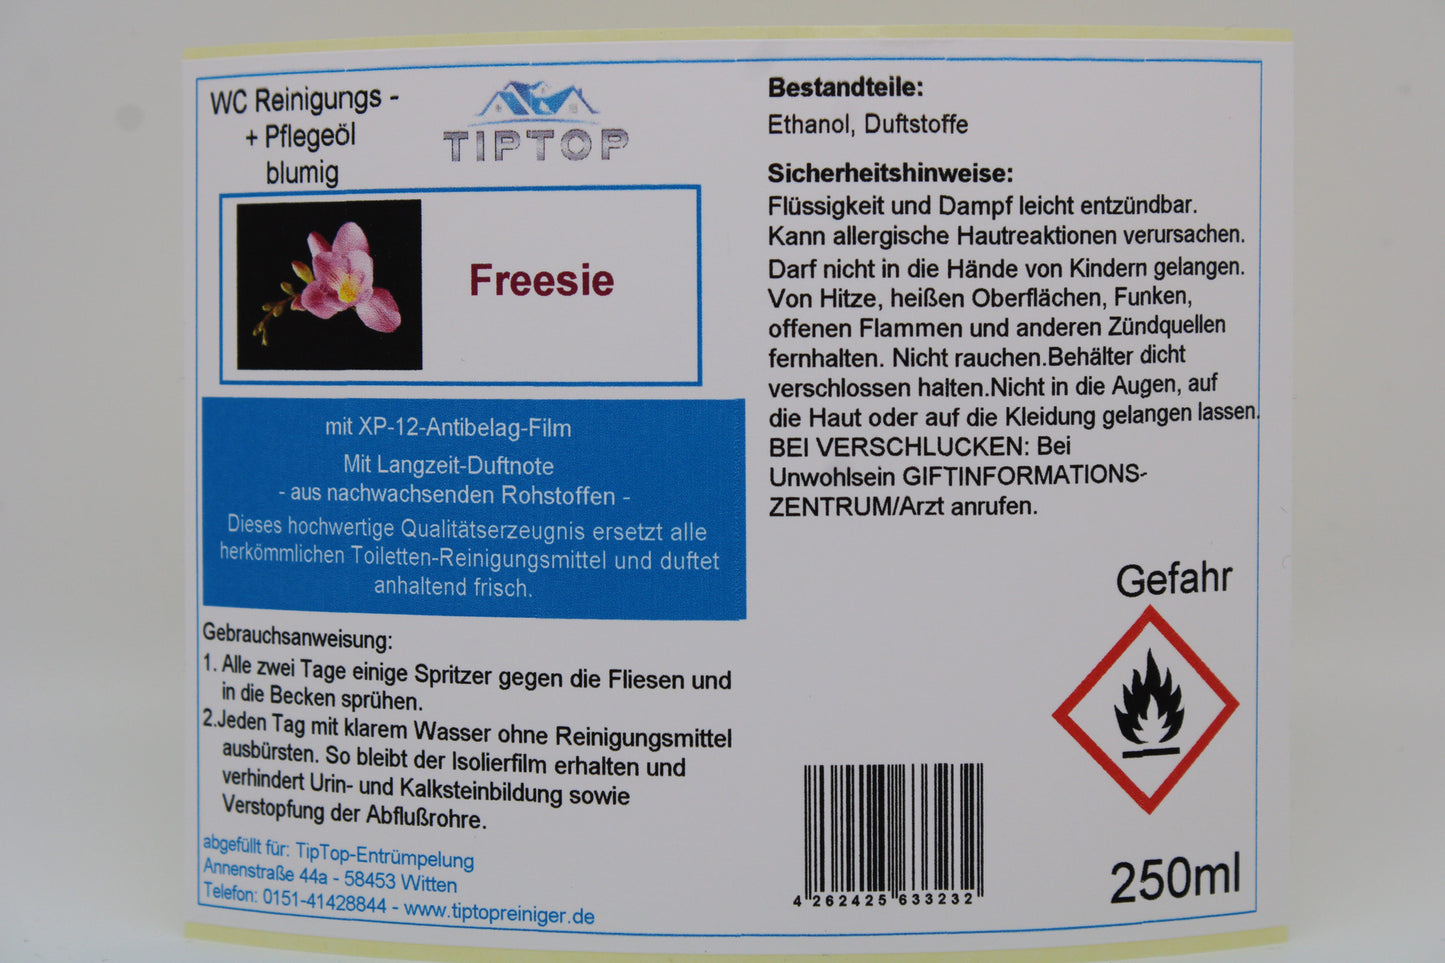 WC Reinigungs -
+ Pflegeöl
blumig
TIPTOP
Freesie
mit XP-12-Antibelag-Film
Mit Langzeit-Duftnote
- aus nachwachsenden Rohstoffen -
Dieses hochwertige Qualitätserzeugnis ersetzt alle
herkömmlichen Toiletten-Reinigungsmittel und duftet
anhaltend frisch.
Gebrauchsanweisung:
1. Alle zwei Tage einige Spritzer gegen die Fliesen und
in die Becken sprühen.
2.Jeden Tag mit klarem Wasser ohne Reinigungsmittel
ausbürsten. So bleibt der Isolierfilm erhalten und
verhindert Urin- und Kalksteinbildung sowie
Verstopfung der Abflußrohre.
abgefüllt für: TipTop-Entrümpelung
Annenstraße 44a - 58453 Witten
Telefon: 0151-41428844 - www.tiptopreiniger.de
Bestandteile:
Ethanol, Duftstoffe
Sicherheitshinweise:
Flüssigkeit und Dampf leicht entzündbar.
Kann allergische Hautreaktionen verursachen.
Darf nicht in die Hände von Kindern gelangen.
Von Hitze, heißen Oberflächen, Funken,
offenen Flammen und anderen Zündquellen
fernhalten. Nicht rauchen.Behälter dicht
verschlossen halten.Nicht in die Augen, auf
die Haut oder auf die Kleidung gelangen lassen.
BEI VERSCHLUCKEN: Bei
Unwohlsein GIFTINFORMATIONS-
ZENTRUM/Arzt anrufen.
Gefahr
4 262425 633232
250ml